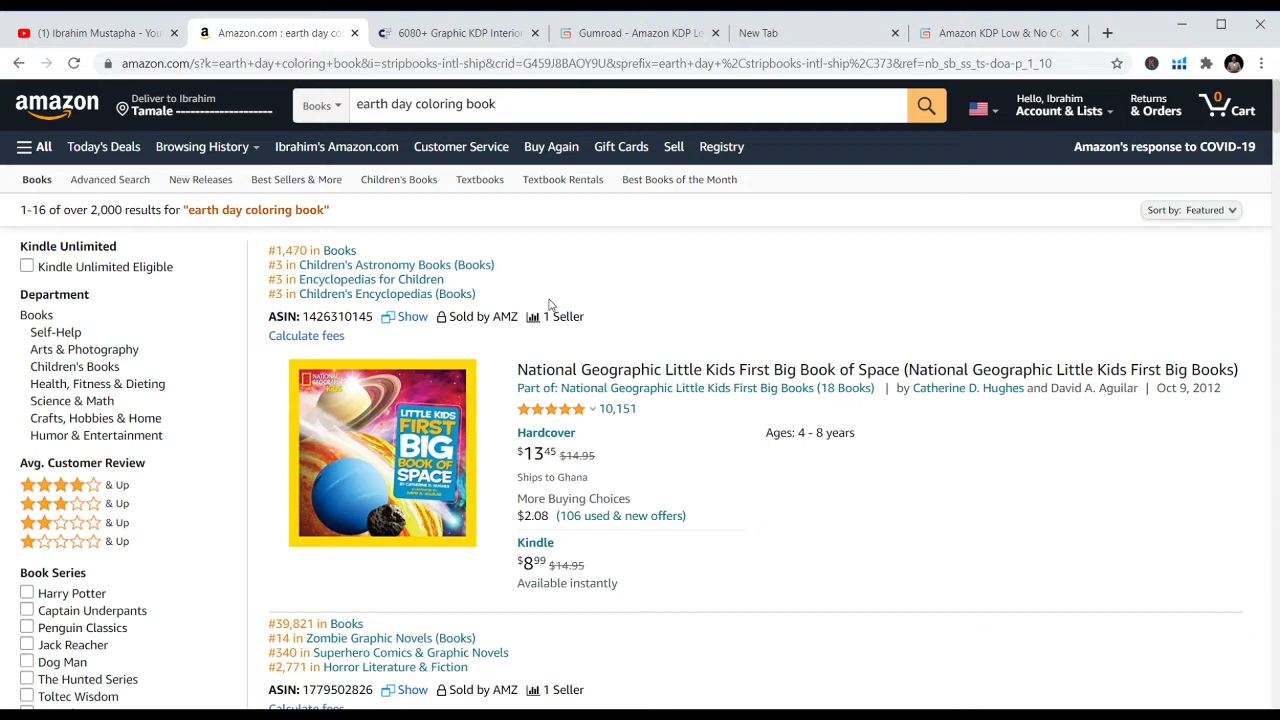 (1) Ibrahim Mustapha - You
Amazon.com : earth day co
6080+ Graphic KDP Interior
Gumroad - Amazon KDP Lo
New Tab
Amazon KDP Low & No Co
amazon.com/s?k=earth+day+coloring+book&i=stripbooks-intl-ship&crid=G459J8BAOY9U&sprefix=earth+day+%2Cstripbooks-intl-ship%2C373&ref=nb_sb_ss_ts-doa-p_1_10
amazon
Deliver to Ibrahim
Tamale
Books
earth day coloring book
Hello, Ibrahim
Account & Lists
Returns
& Orders
0
Cart
All
Today's Deals
Browsing History
Ibrahim's Amazon.com
Customer Service
Buy Again
Gift Cards
Sell
Registry
Amazon's response to COVID-19
Books
Advanced Search
New Releases
Best Sellers & More
Children's Books
Textbooks
Textbook Rentals
Best Books of the Month
1-16 of over 2,000 results for "earth day coloring book"
Sort by: Featured
Kindle Unlimited
Kindle Unlimited Eligible
Department
Books
Self-Help
Arts & Photography
Children's Books
Health, Fitness & Dieting
Science & Math
Crafts, Hobbies & Home
Humor & Entertainment
Avg. Customer Review
& Up
& Up
& Up
& Up
Book Series
Harry Potter
Captain Underpants
Penguin Classics
Jack Reacher
Dog Man
The Hunted Series
Toltec Wisdom
#1,470 in Books
#3 in Children's Astronomy Books (Books)
#3 in Encyclopedias for Children
#3 in Children's Encyclopedias (Books)
ASIN: 1426310145 Show Sold by AMZ 1 Seller
Calculate fees
NATIONAL GEOGRAPHIC
LITTLE KIDS
FIRST
BIG
BOOK OF
SPACE
National Geographic Little Kids First Big Book of Space (National Geographic Little Kids First Big Books)
Part of: National Geographic Little Kids First Big Books (18 Books) | by Catherine D. Hughes and David A. Aguilar | Oct 9, 2012
10,151
Hardcover
$13.45 $14.95
Ages: 4 - 8 years
Ships to Ghana
More Buying Choices
$2.08 (106 used & new offers)
Kindle
$8.99 $14.95
Available instantly
#39,821 in Books
#14 in Zombie Graphic Novels (Books)
#340 in Superhero Comics & Graphic Novels
#2,771 in Horror Literature & Fiction
ASIN: 1779502826 Show Sold by AMZ 1 Seller
Calculate fees